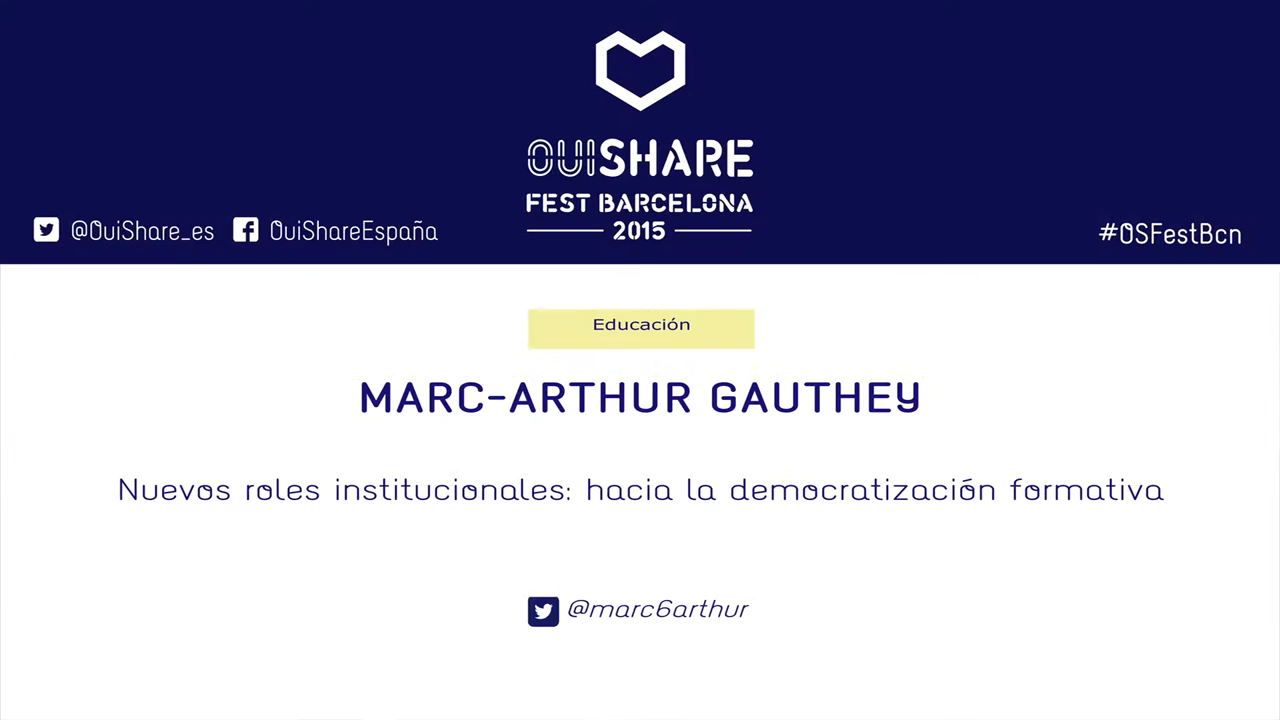 OUISHARE
FEST BARCELONA
2015
@OuiShare_es OuiShareEspaña
#OSFestBcn
Educación
MARC-ARTHUR GAUTHEY
Nuevos roles institucionales: hacia la democratización formativa
@marc6arthur